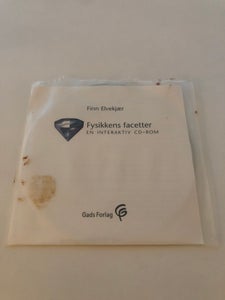 Finn Elvekjær
Fysikkens facetter
EN INTERAKTIV CD-ROM
Gads Forlag